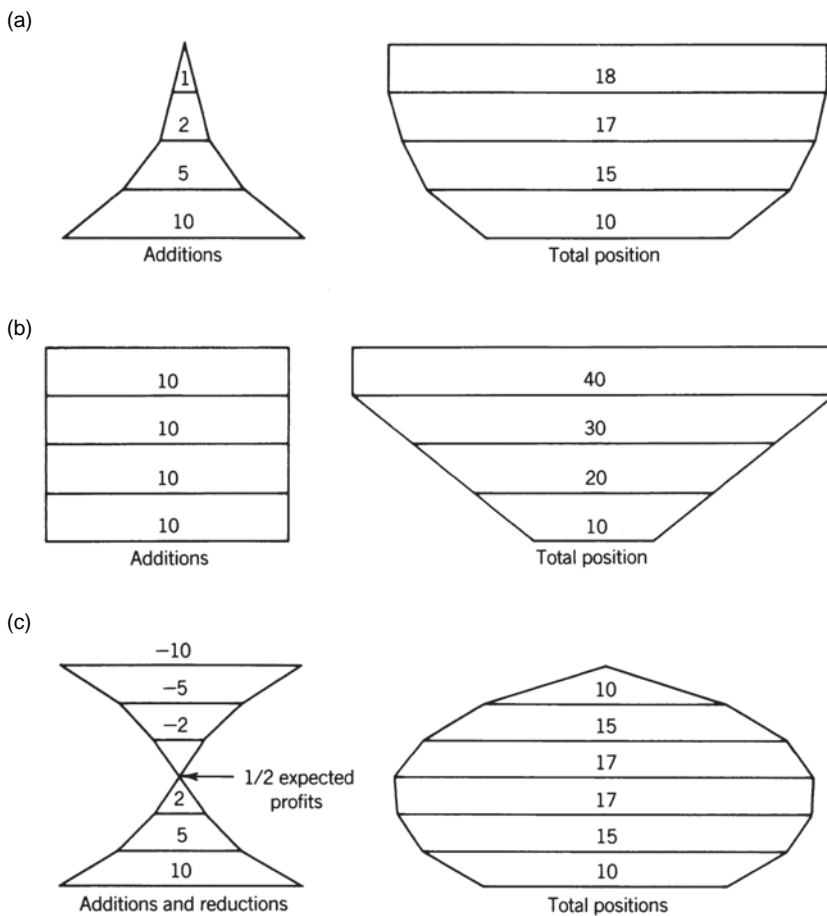 (a)
1
2
5
10
Additions
18
17
15
10
Total position
(b)
10
10
10
10
Additions
40
30
20
10
Total position
(c)
−10
−5
−2
1/2 expected
profits
2
5
10
Additions and reductions
10
15
17
17
15
10
Total positions